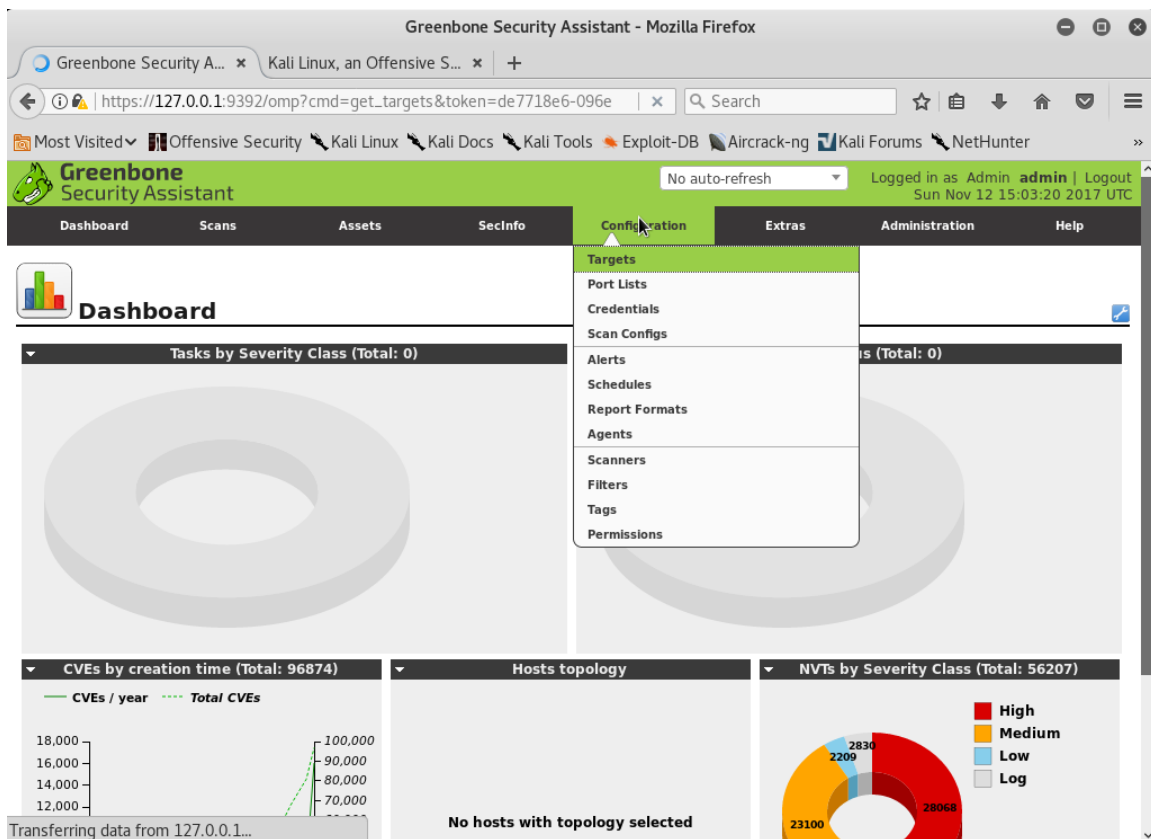 Greenbone Security Assistant - Mozilla Firefox
Greenbone Security A... × Kali Linux, an Offensive S... × +
https://127.0.0.1:9392/omp?cmd=get_targets&token=de7718e6-096e Search
Most Visited Offensive Security Kali Linux Kali Docs Kali Tools Exploit-DB Aircrack-ng Kali Forums NetHunter »
Greenbone
Security Assistant
No auto-refresh
Logged in as Admin admin | Logout
Sun Nov 12 15:03:20 2017 UTC
Dashboard Scans Assets SecInfo Configuration Extras Administration Help
Targets
Port Lists
Credentials
Scan Configs
Alerts
Schedules
Report Formats
Agents
Scanners
Filters
Tags
Permissions
Dashboard
Tasks by Severity Class (Total: 0)
(Total: 0)
CVEs by creation time (Total: 96874)
CVEs / year Total CVEs
18,000
16,000
14,000
12,000
100,000
90,000
80,000
70,000
Hosts topology
No hosts with topology selected
NVTs by Severity Class (Total: 56207)
High
Medium
Low
Log
2830
2209
28068
23100
Transferring data from 127.0.0.1...